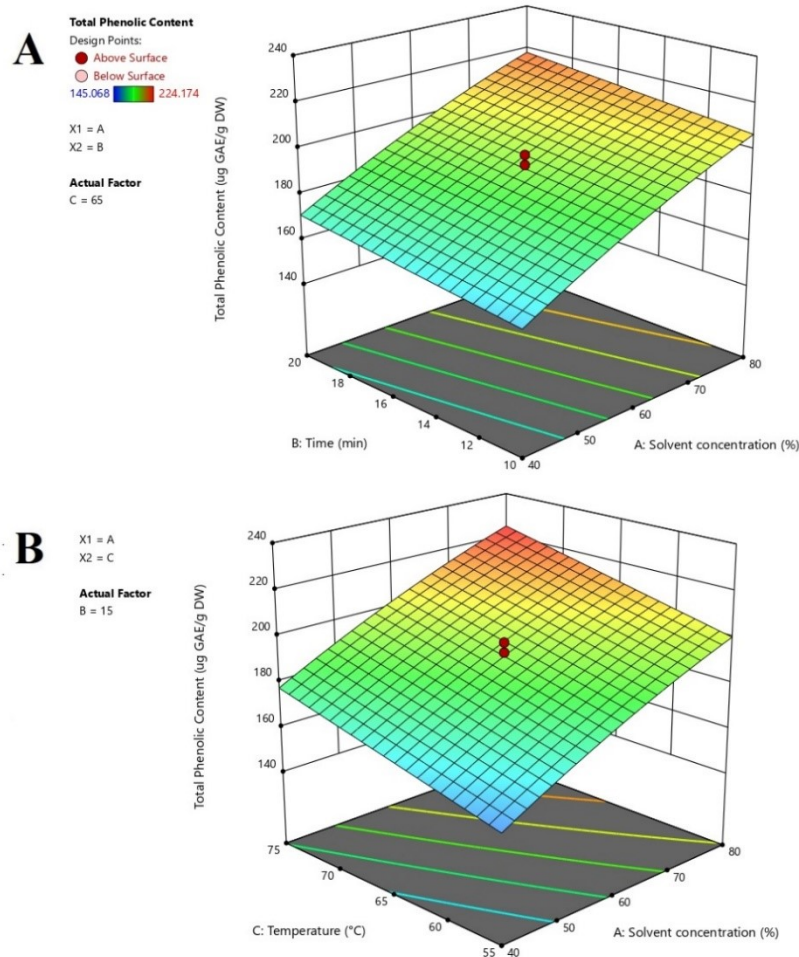 A
Total Phenolic Content
Design Points:
Above Surface
Below Surface
145.068 224.174
X1 = A
X2 = B
Actual Factor
C = 65
Total Phenolic Content (ug GAE/g DW)
240
220
200
180
160
140
20
18
16
14
12
10
40
50
60
70
80
B: Time (min)
A: Solvent concentration (%)
B
X1 = A
X2 = C
Actual Factor
B = 15
Total Phenolic Content (ug GAE/g DW)
240
220
200
180
160
140
75
70
65
60
55
40
50
60
70
80
C: Temperature (°C)
A: Solvent concentration (%)